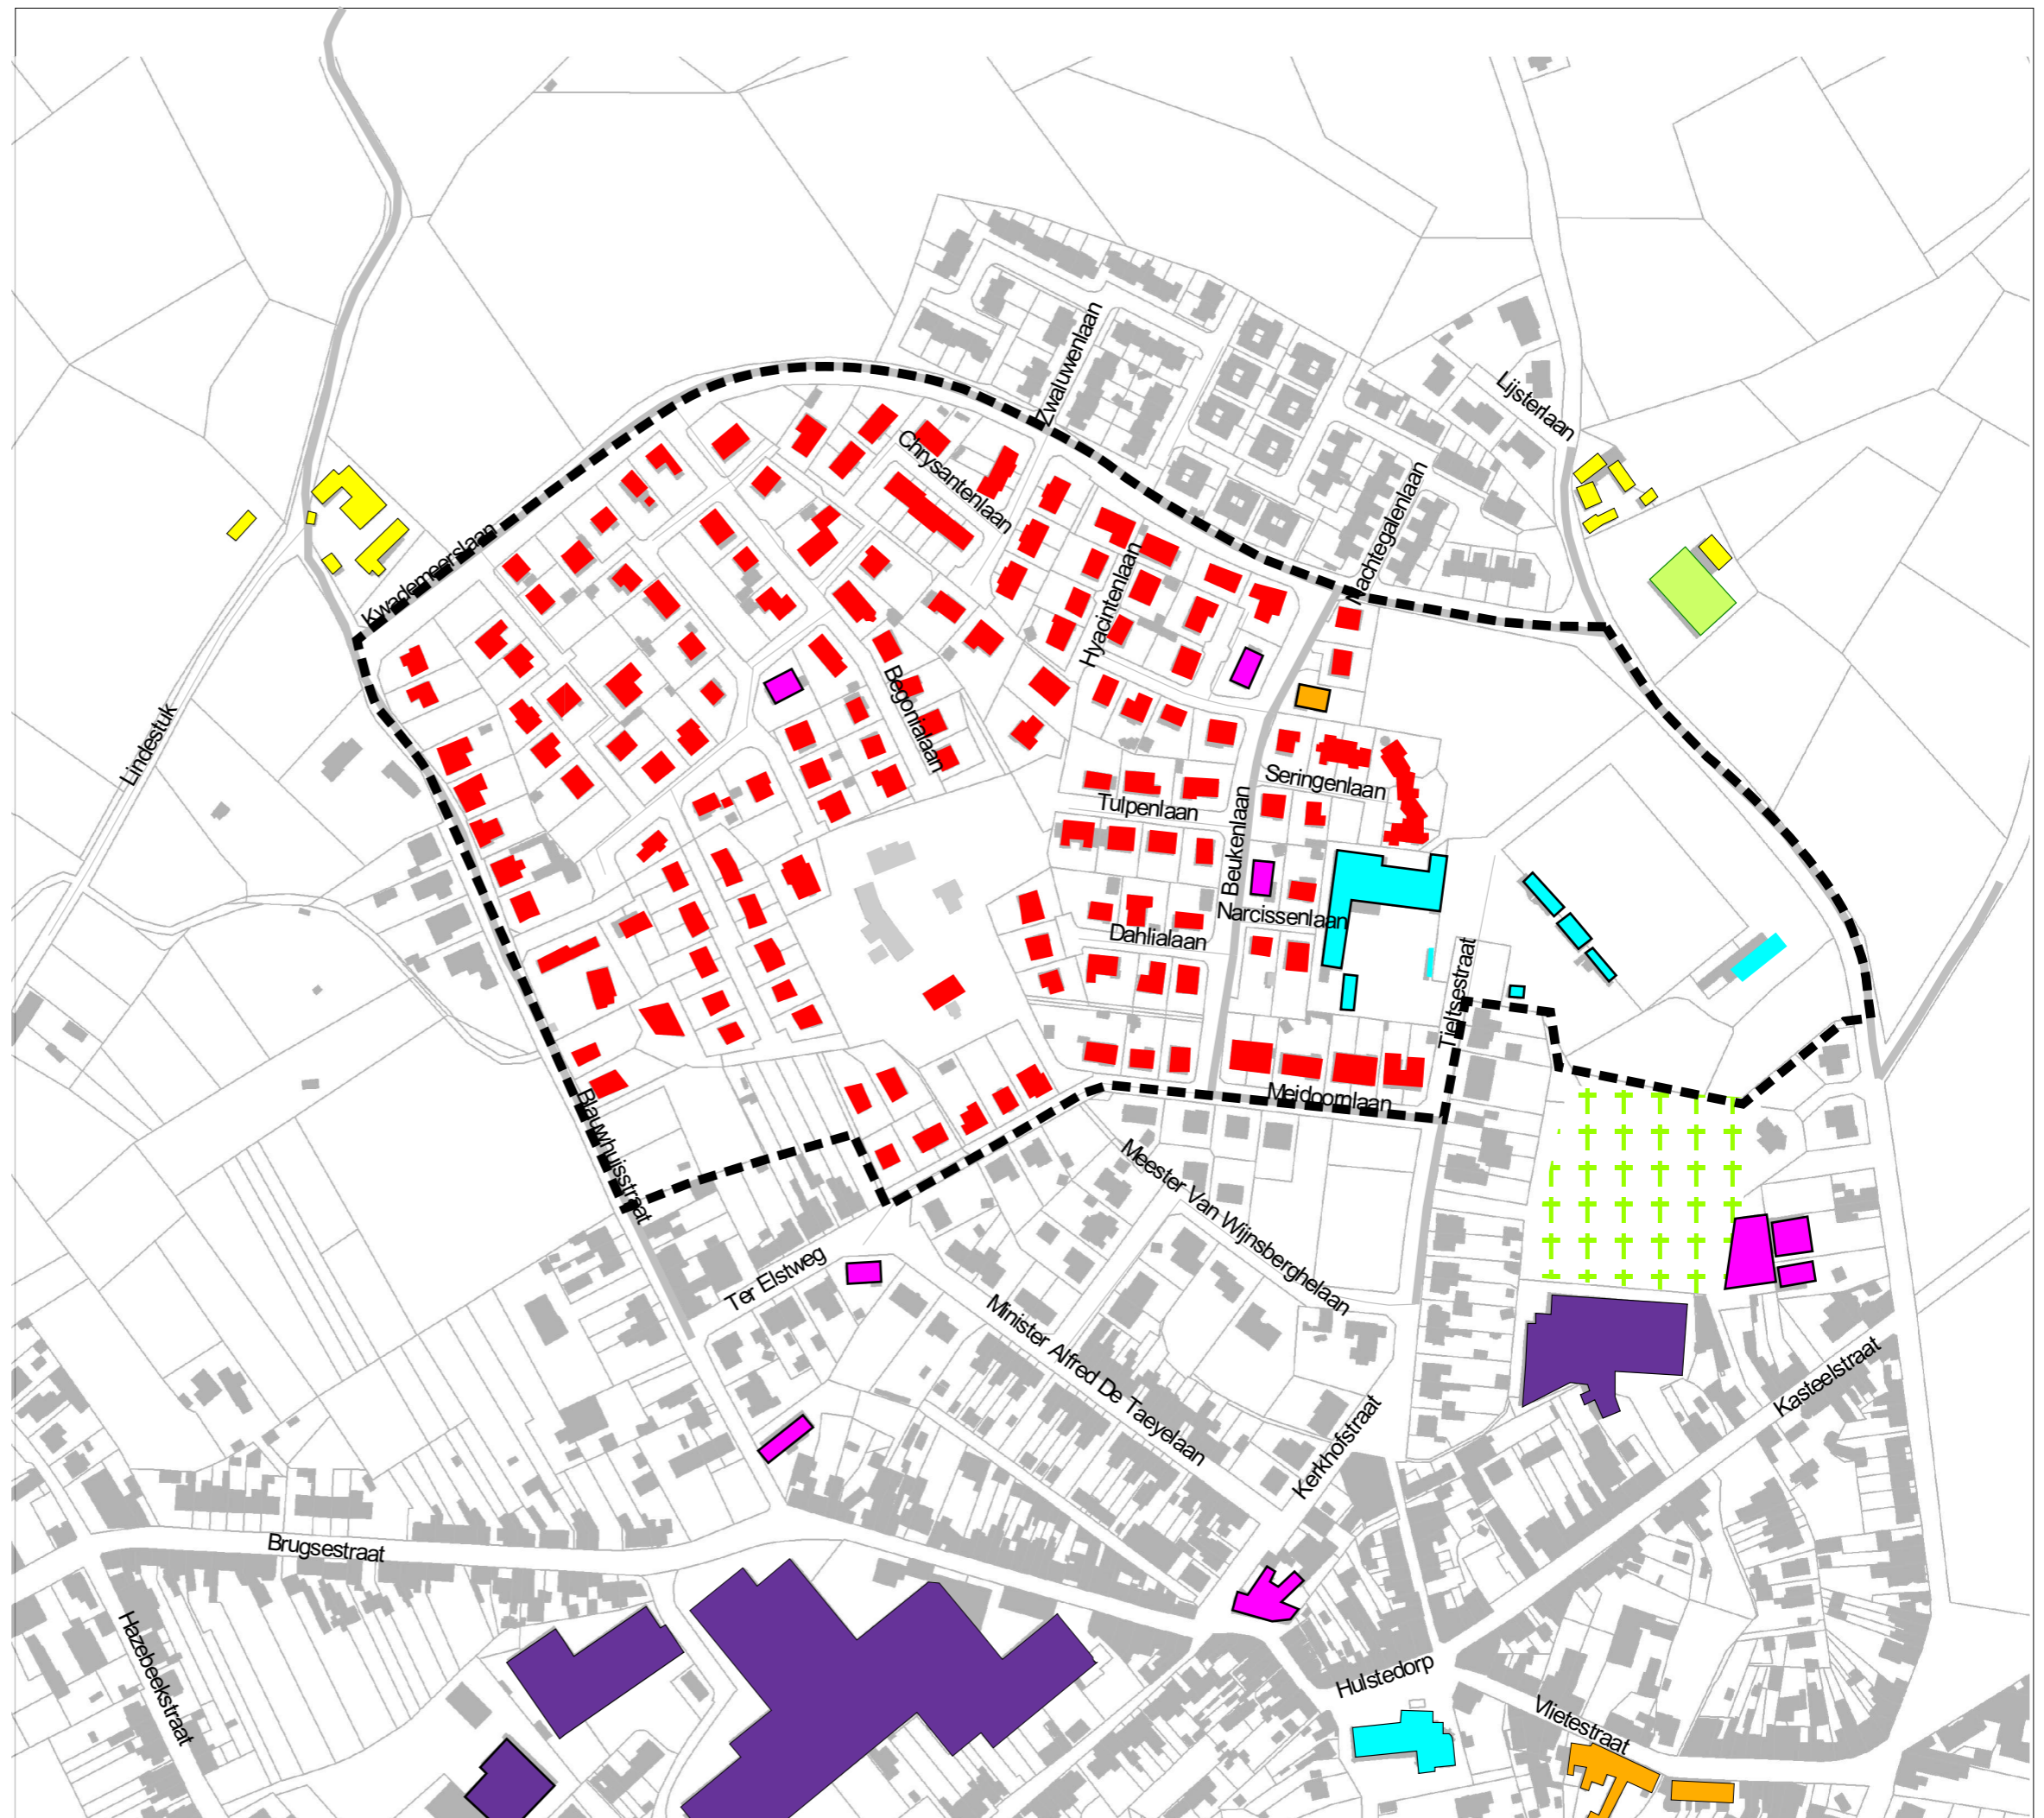 Zwaluwenlaan
Lijsterlaan
Chrysantenlaan
Nachtegalenlaan
Kwademeerslaan
Hyacintenlaan
Lindestuk
Begonialaan
Seringenlaan
Tulpenlaan
Beukenlaan
Narcissenlaan
Dahlialaan
Tieltsestraat
Meidoornlaan
Blauwhuisstraat
Meester Van Wijnsberghelaan
Ter Elstweg
Minister Alfred De Taeyelaan
Kasteelstraat
Kerkhofstraat
Brugsestraat
Hazebeekstraat
Hulstedorp
Vlietestraat